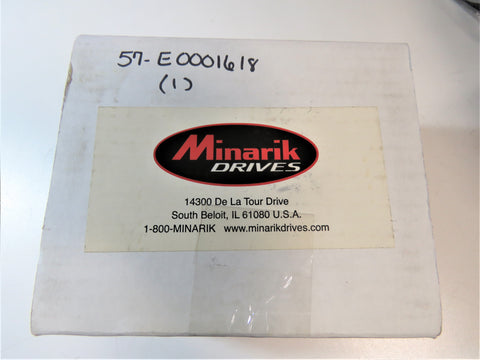 57-E0001618
(1)
Minarik
DRIVES
14300 De La Tour Drive
South Beloit, IL 61080 U.S.A.
1-800-MINARIK www.minarikdrives.com